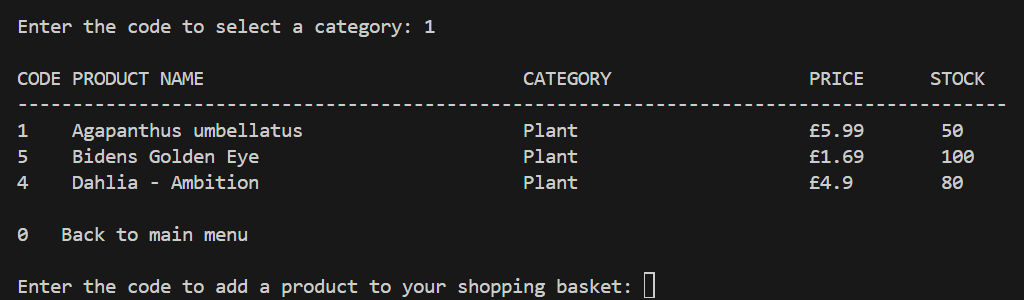 Enter the code to select a category: 1
CODE PRODUCT NAME CATEGORY PRICE STOCK
------------------------------------------------------------------------------------------
1 Agapanthus umbellatus Plant £5.99 50
5 Bidens Golden Eye Plant £1.69 100
4 Dahlia - Ambition Plant £4.9 80
0 Back to main menu
Enter the code to add a product to your shopping basket: